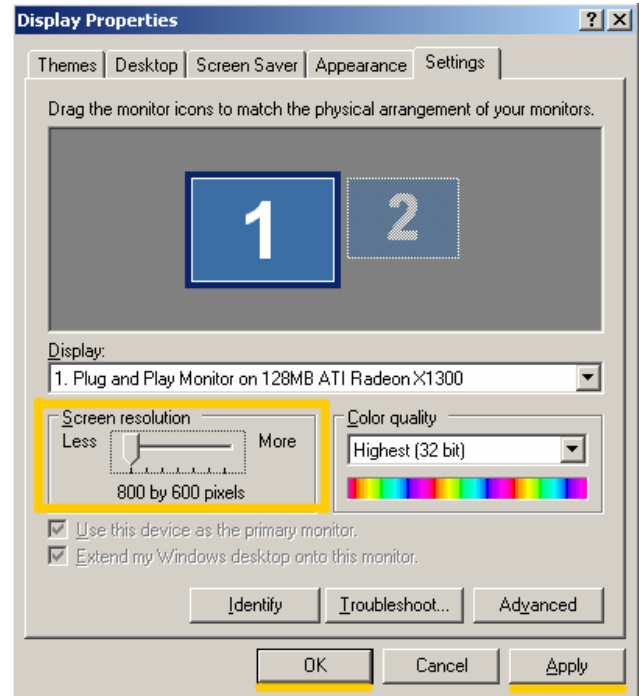 Display Properties
? X
Themes Desktop Screen Saver Appearance Settings
Drag the monitor icons to match the physical arrangement of your monitors.
1 2
Display:
1. Plug and Play Monitor on 128MB ATI Radeon X1300
Screen resolution
Less More
800 by 600 pixels
Color quality
Highest (32 bit)
Use this device as the primary monitor.
Extend my Windows desktop onto this monitor.
Identify Troubleshoot... Advanced
OK Cancel Apply